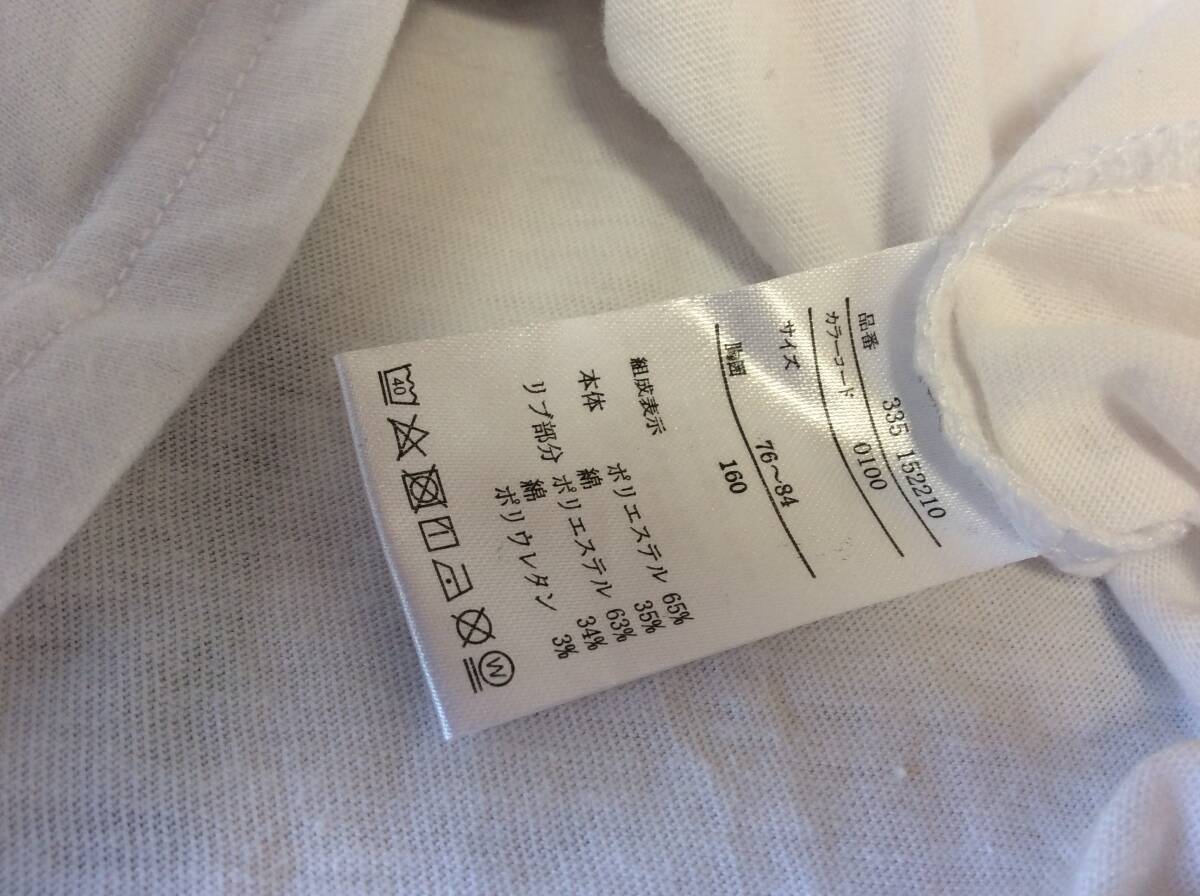 品番 335 152210
カラーコード 0100
サイズ
胸囲 76～84
160
組成表示
本体 ポリエステル 65%
綿 35%
リブ部分 ポリエステル 63%
綿 34%
ポリウレタン 3%
40 W